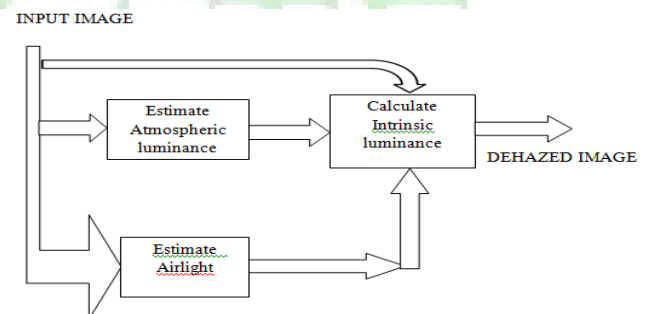 INPUT IMAGE
Estimate
Atmospheric
luminance
Calculate
Intrinsic
luminance
DEHAZED IMAGE
Estimate
Airlight